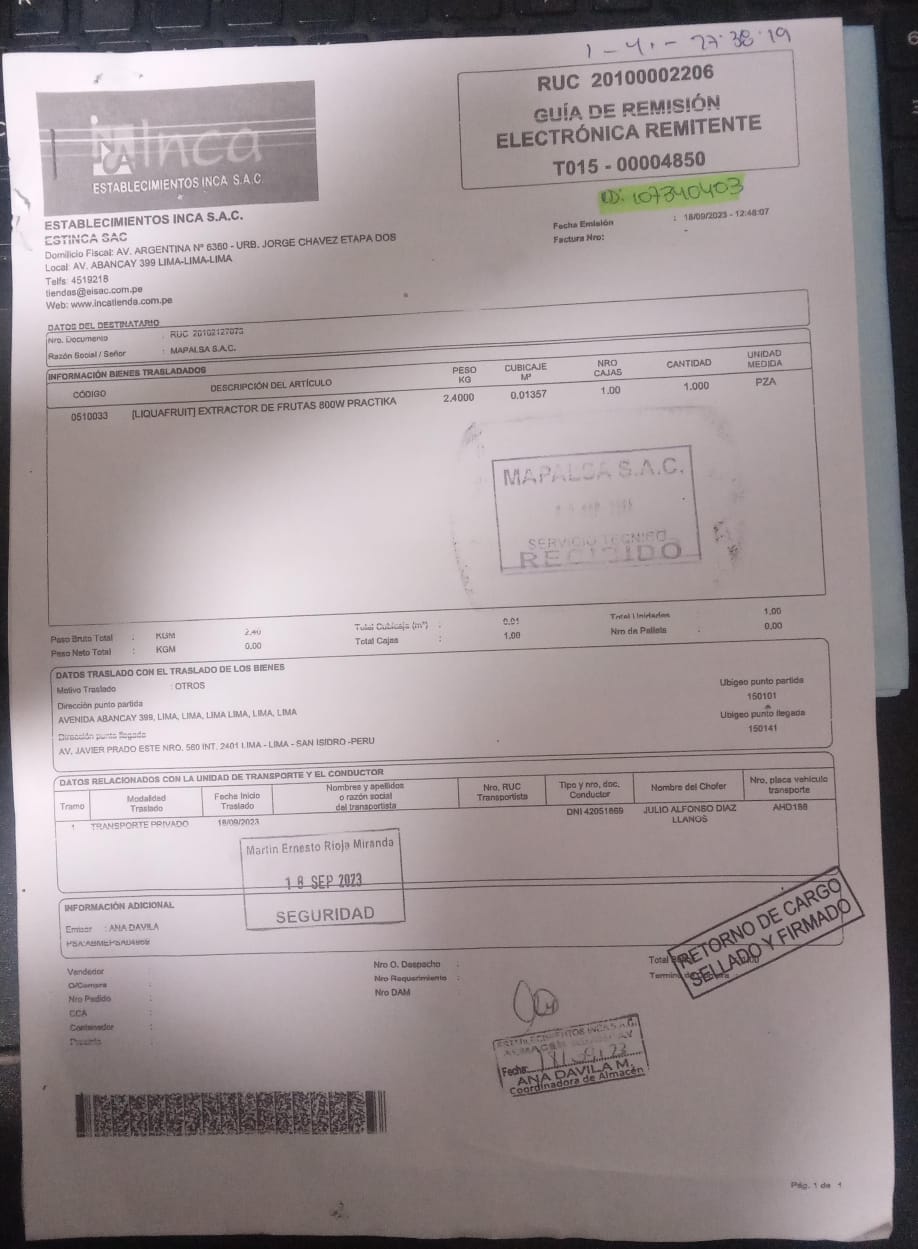 1 - 41 - 27:38.19
Inca
ESTABLECIMIENTOS INCA S.A.C.
RUC 20100002206
GUÍA DE REMISIÓN
ELECTRÓNICA REMITENTE
T015 - 00004850
OD: 107340403
Fecha Emisión : 18/09/2023 - 12:48:07
Factura Nro: -
ESTABLECIMIENTOS INCA S.A.C.
ESTINCA SAC
Domicilio Fiscal: AV. ARGENTINA Nº 6360 - URB. JORGE CHAVEZ ETAPA DOS
Local: AV. ABANCAY 399 LIMA-LIMA-LIMA
Telfs: 4519218
tiendas@eisac.com.pe
Web: www.incatienda.com.pe
DATOS DEL DESTINATARIO
Nro. Documento : RUC 20102127073
Razón Social / Señor : MAPALSA S.A.C.
INFORMACIÓN BIENES TRASLADADOS
CÓDIGO DESCRIPCIÓN DEL ARTÍCULO PESO KG CUBICAJE M³ NRO CAJAS CANTIDAD UNIDAD MEDIDA
0510033 [LIQUAFRUIT] EXTRACTOR DE FRUTAS 800W PRACTIKA 2.4000 0.01357 1.00 1.000 PZA
MAPALSA S.A.C.
SERVICIO TECNICO
RECIBIDO
Peso Bruto Total : KGM 2.40 Total Cubicaje (m³) : 0.01 Total Unidades 1.00
Peso Neto Total : KGM 0.00 Total Cajas : 1.00 Nro de Pallets : 0.00
DATOS TRASLADO CON EL TRASLADO DE LOS BIENES
Motivo Traslado : OTROS
Dirección punto partida
AVENIDA ABANCAY 399, LIMA, LIMA, LIMA LIMA, LIMA, LIMA
Dirección punto llegada
AV. JAVIER PRADO ESTE NRO. 560 INT. 2401 LIMA - LIMA - SAN ISIDRO -PERU
Ubigeo punto partida
150101
Ubigeo punto llegada
150141
DATOS RELACIONADOS CON LA UNIDAD DE TRANSPORTE Y EL CONDUCTOR
Tramo Modalidad Traslado Fecha Inicio Traslado Nombres y apellidos o razón social del transportista Nro, RUC Transportista Tipo y nro, doc. Conductor Nombre del Chofer Nro, placa vehiculo transporte
1 TRANSPORTE PRIVADO 18/09/2023 DNI 42051869 JULIO ALFONSO DIAZ LLANOS AHD188
Martin Ernesto Rioja Miranda
18 SEP 2023
SEGURIDAD
INFORMACIÓN ADICIONAL
Emisor : ANA DAVILA
RETORNO DE CARGO
SELLADO Y FIRMADO
Vendedor :
O/Compra :
Nro Pedido :
CCA :
Contenedor :
Precinto
Nro O. Despacho :
Nro Requerimiento :
Nro DAM
Total
ESTABLECIMIENTOS INCA S.A.C.
Fecha: 18/.09/.23
ANA DAVILA M.
Coordinadora de Almacén
Pág. 1 de 1